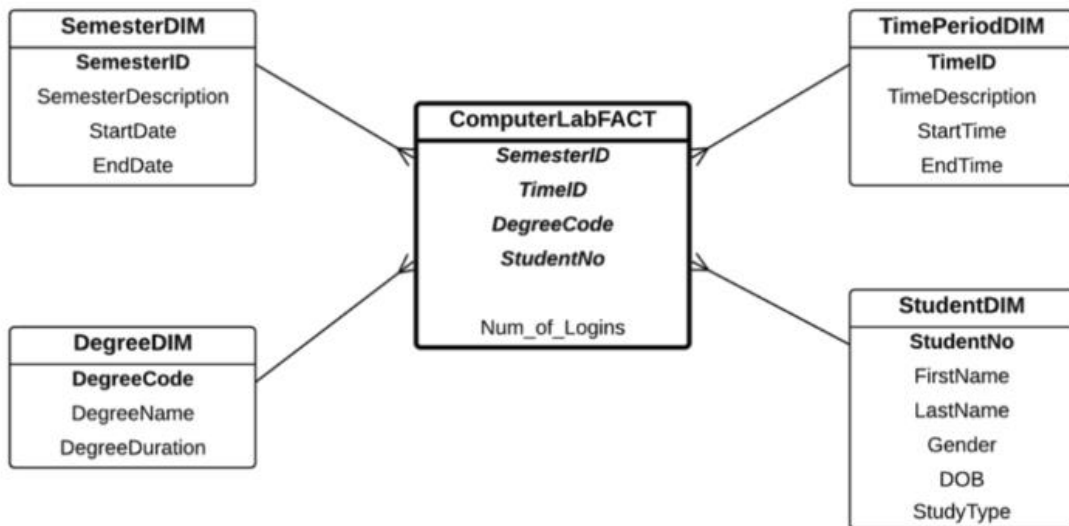 SemesterDIM
SemesterID
SemesterDescription
StartDate
EndDate
TimePeriodDIM
TimeID
TimeDescription
StartTime
EndTime
ComputerLabFACT
SemesterID
TimeID
DegreeCode
StudentNo
Num_of_Logins
DegreeDIM
DegreeCode
DegreeName
DegreeDuration
StudentDIM
StudentNo
FirstName
LastName
Gender
DOB
StudyType